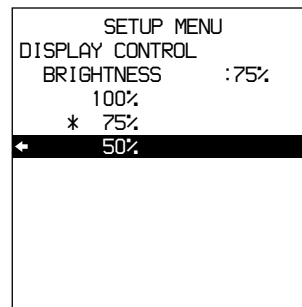 SETUP MENU
DISPLAY CONTROL
BRIGHTNESS :75%
100%
* 75%
← 50%